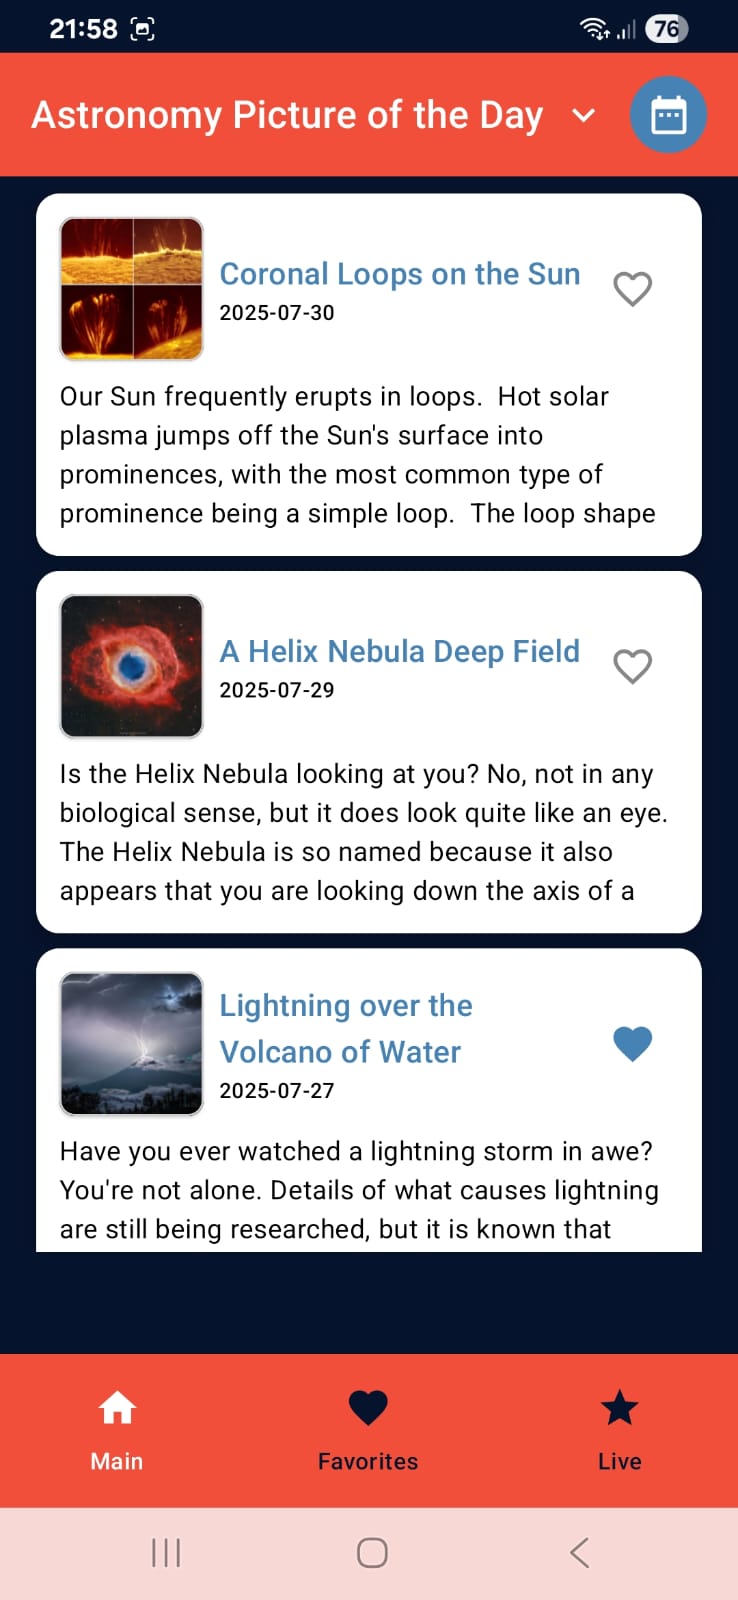 21:58
76
Astronomy Picture of the Day
Coronal Loops on the Sun
2025-07-30
Our Sun frequently erupts in loops.  Hot solar
plasma jumps off the Sun's surface into
prominences, with the most common type of
prominence being a simple loop.  The loop shape
A Helix Nebula Deep Field
2025-07-29
Is the Helix Nebula looking at you? No, not in any
biological sense, but it does look quite like an eye.
The Helix Nebula is so named because it also
appears that you are looking down the axis of a
Lightning over the
Volcano of Water
2025-07-27
Have you ever watched a lightning storm in awe?
You're not alone. Details of what causes lightning
are still being researched, but it is known that
Main
Favorites
Live